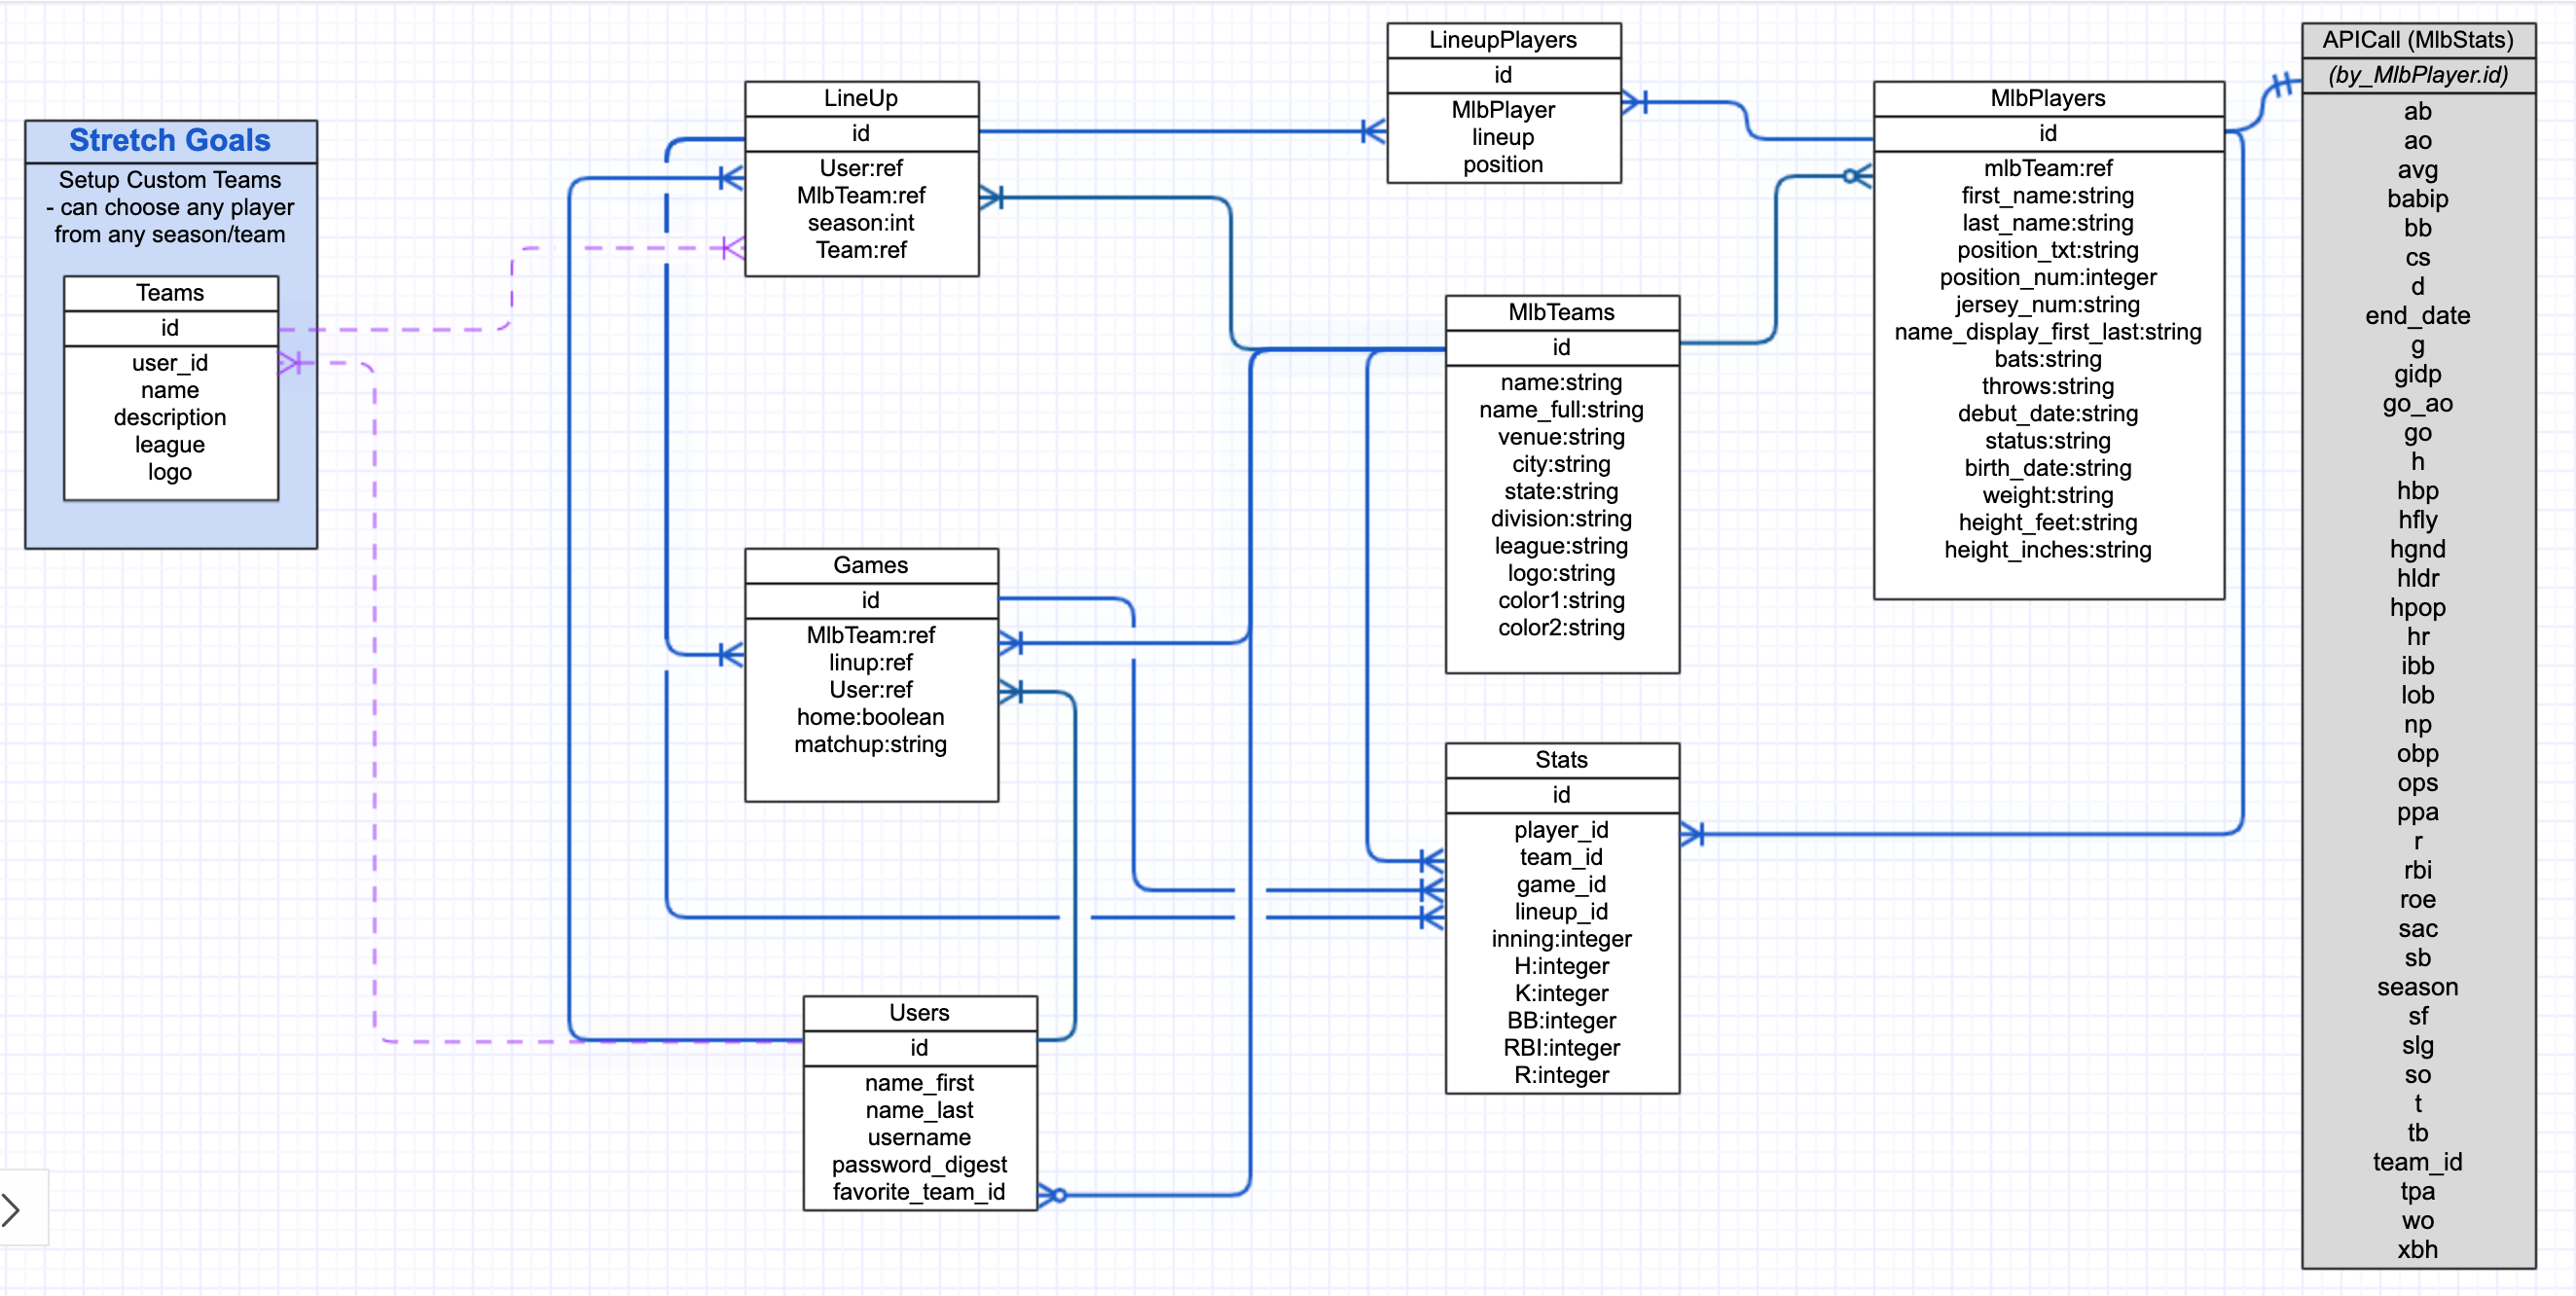 Stretch Goals
Setup Custom Teams
- can choose any player
from any season/team
Teams
id
user_id
name
description
league
logo
LineUp
id
User:ref
MlbTeam:ref
season:int
Team:ref
Games
id
MlbTeam:ref
linup:ref
User:ref
home:boolean
matchup:string
Users
id
name_first
name_last
username
password_digest
favorite_team_id
LineupPlayers
id
MlbPlayer
lineup
position
MlbTeams
id
name:string
name_full:string
venue:string
city:string
state:string
division:string
league:string
logo:string
color1:string
color2:string
Stats
id
player_id
team_id
game_id
lineup_id
inning:integer
H:integer
K:integer
BB:integer
RBI:integer
R:integer
MlbPlayers
id
mlbTeam:ref
first_name:string
last_name:string
position_txt:string
position_num:integer
jersey_num:string
name_display_first_last:string
bats:string
throws:string
debut_date:string
status:string
birth_date:string
weight:string
height_feet:string
height_inches:string
APICall (MlbStats)
(by_MlbPlayer.id)
ab
ao
avg
babip
bb
cs
d
end_date
g
gidp
go_ao
go
h
hbp
hfly
hgnd
hldr
hpop
hr
ibb
lob
np
obp
ops
ppa
r
rbi
roe
sac
sb
season
sf
slg
so
t
tb
team_id
tpa
wo
xbh